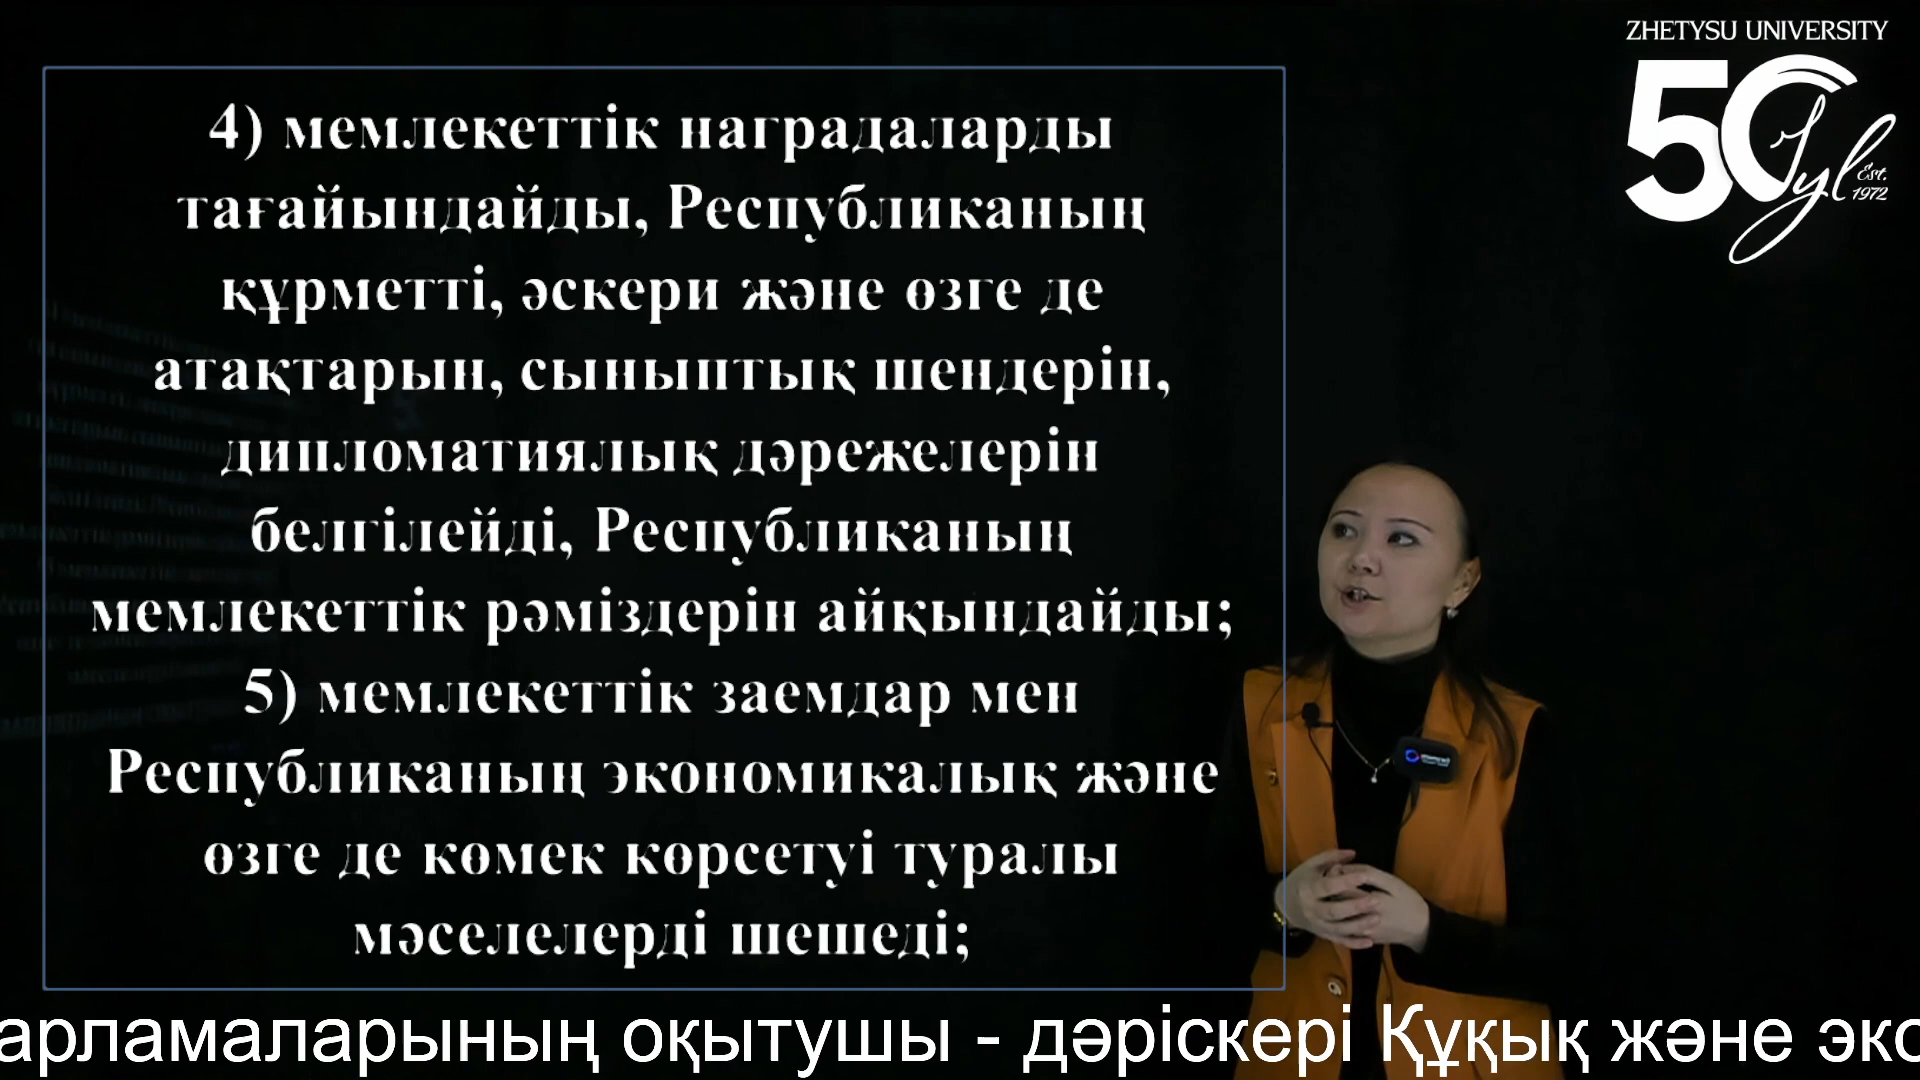 ZHETYSU UNIVERSITY
50 Jyl
Est.
1972
4) мемлекеттік наградаларды
тағайындайды, Республиканың
құрметті, әскери және өзге де
атақтарын, сыныптық шендерін,
дипломатиялық дәрежелерін
белгілейді, Республиканың
мемлекеттік рәміздерін айқындайды;
5) мемлекеттік заемдар мен
Республиканың экономикалық және
өзге де көмек көрсетуі туралы
мәселелерді шешеді;
арламаларының оқытушы - дәріскері Құқық және эко